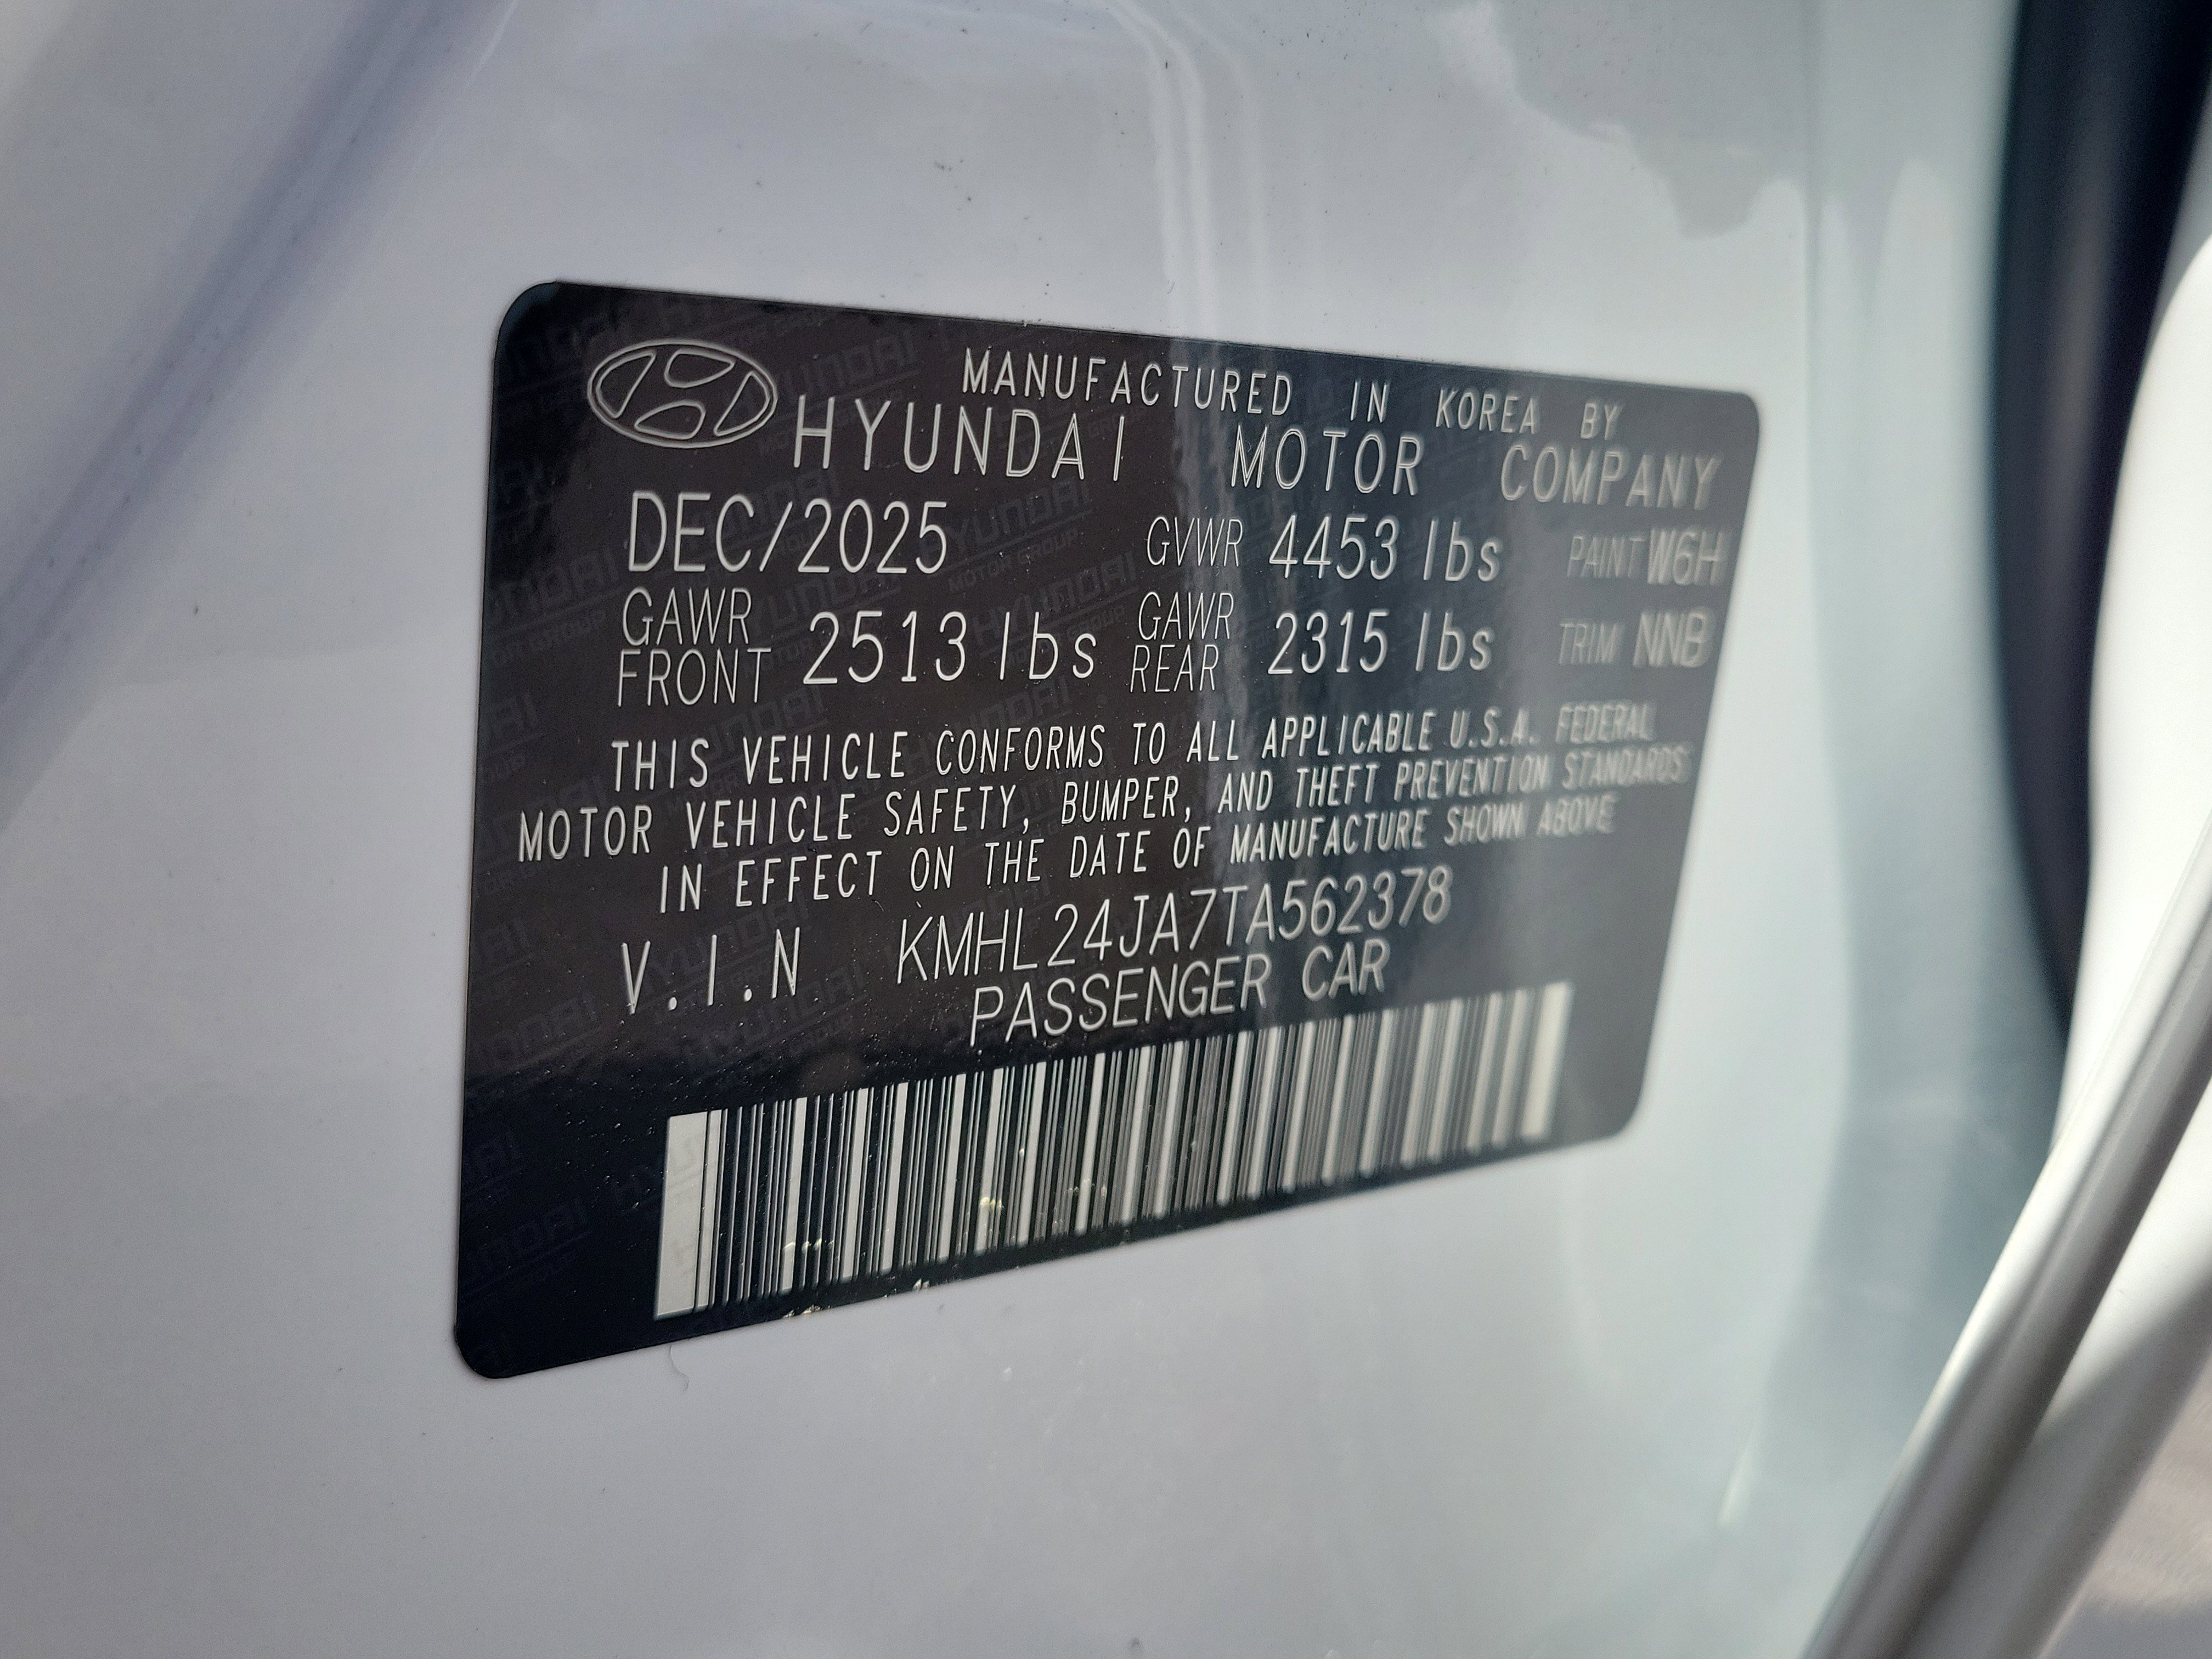 MANUFACTURED IN KOREA BY
HYUNDAI MOTOR COMPANY
DEC/2025 GVWR 4453 lbs PAINT W6H
GAWR FRONT 2513 lbs GAWR REAR 2315 lbs TRIM NNB
THIS VEHICLE CONFORMS TO ALL APPLICABLE U.S.A. FEDERAL
MOTOR VEHICLE SAFETY, BUMPER, AND THEFT PREVENTION STANDARDS
IN EFFECT ON THE DATE OF MANUFACTURE SHOWN ABOVE
V.I.N KMHL24JA7TA562378
PASSENGER CAR